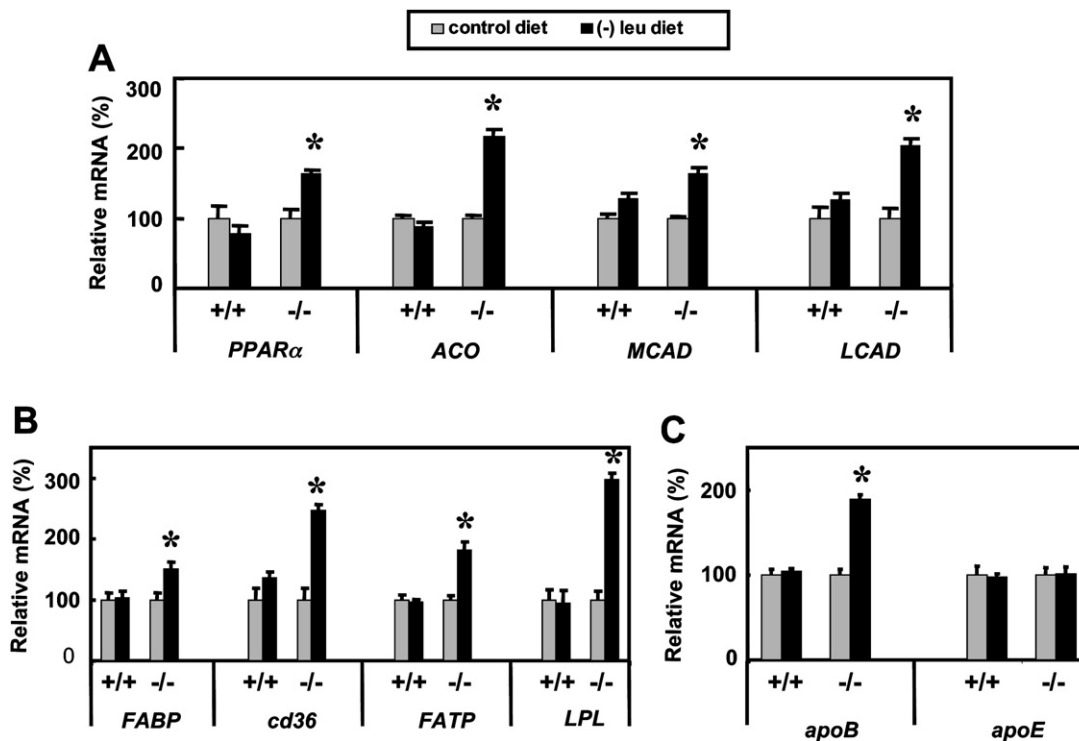 control diet (-) leu diet
A
Relative mRNA (%)
300
200
100
0
* * * *
+/+ -/- +/+ -/- +/+ -/- +/+ -/-
PPARα ACO MCAD LCAD
B
Relative mRNA (%)
300
200
100
0
* * * *
+/+ -/- +/+ -/- +/+ -/- +/+ -/-
FABP cd36 FATP LPL
C
Relative mRNA (%)
200
100
0
*
+/+ -/- +/+ -/-
apoB apoE